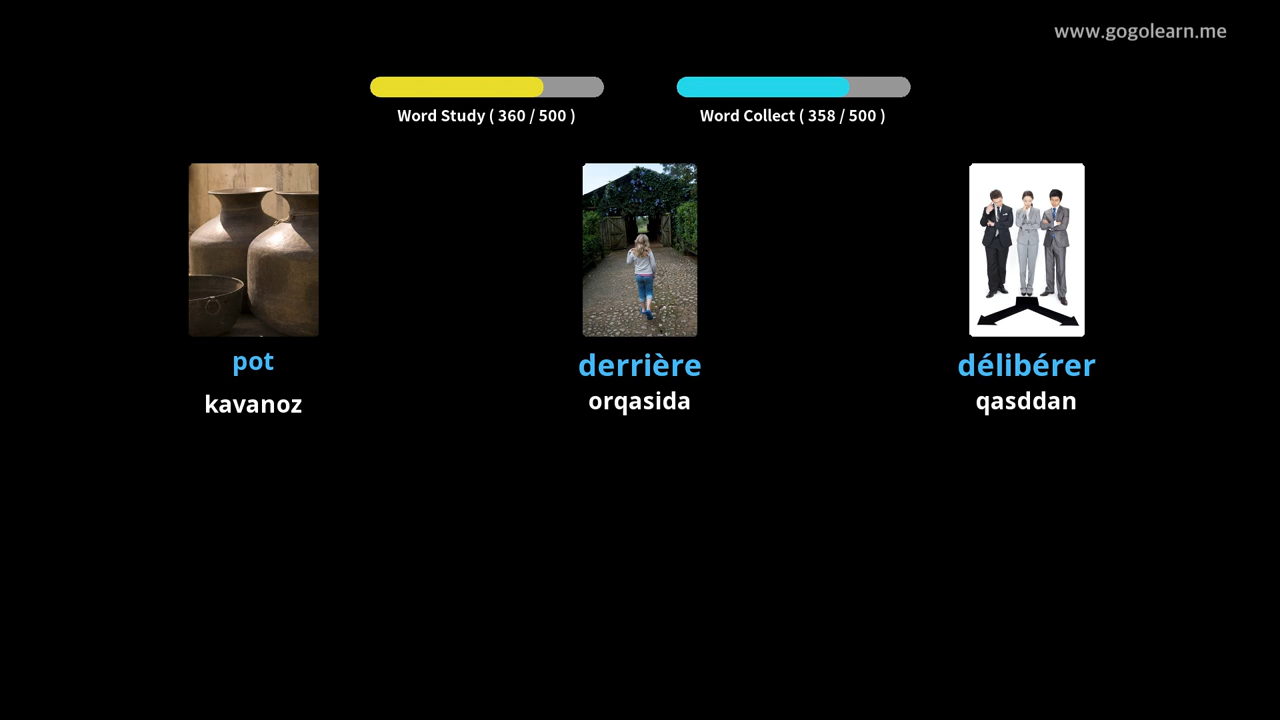 www.gogolearn.me
Word Study ( 360 / 500 )
Word Collect ( 358 / 500 )
pot
derrière
délibérer
kavanoz
orqasida
qasddan